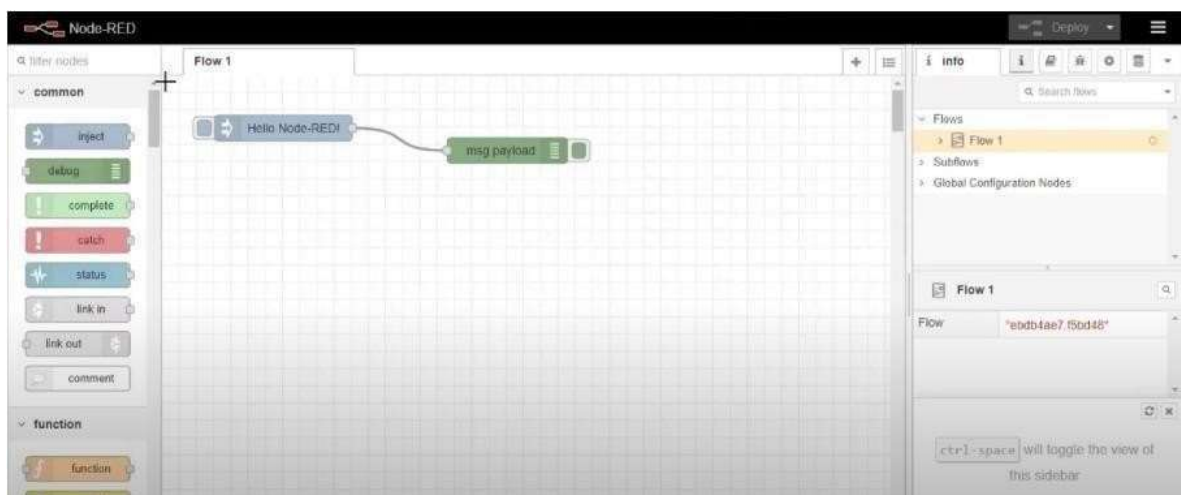 Node-RED
Deploy
filter nodes
Flow 1
i info
Search flows
common
inject
debug
complete
catch
status
link in
link out
comment
function
function
Hello Node-RED!
msg payload
Flows
Flow 1
Subflows
Global Configuration Nodes
Flow 1
Flow "ebdb4ae7.f5bd48"
ctrl-space will toggle the view of
this sidebar